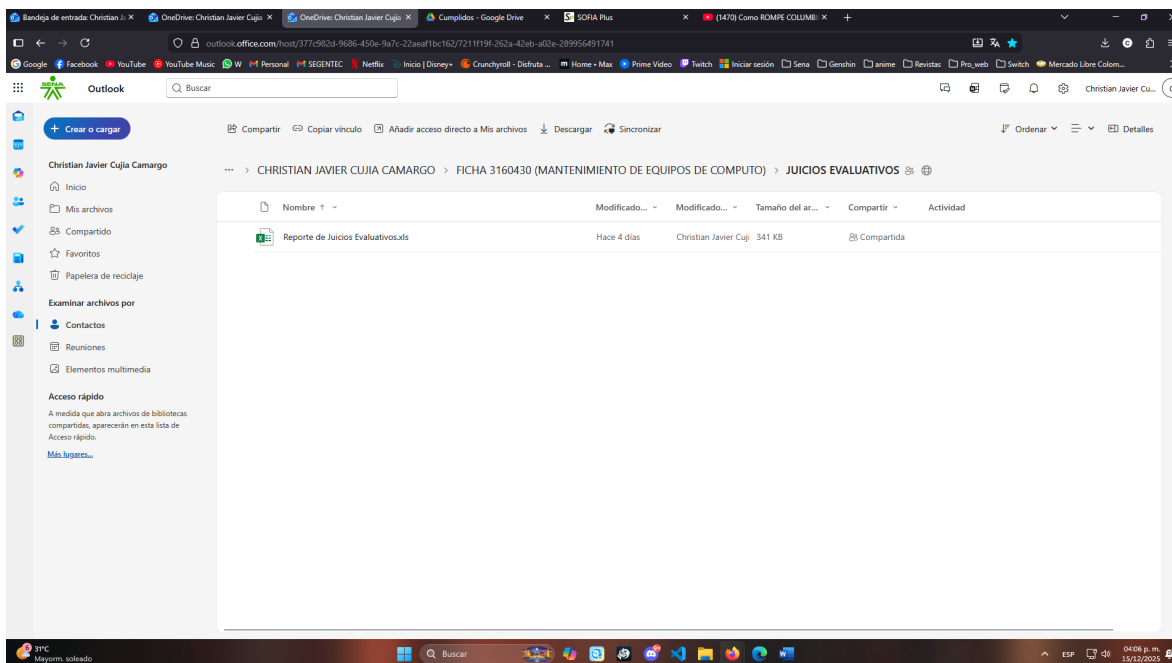 Bandeja de entrada: Christian Ja
OneDrive: Christian Javier Cujia
OneDrive: Christian Javier Cujia
Cumplidos - Google Drive
SOFIA Plus
(1470) Como ROMPE COLUMBI
outlook.office.com/host/377c982d-9686-450e-9a7c-22aeaf1bc162/7211f19f-262a-42eb-a02e-289956491741
Google Facebook YouTube YouTube Music W Personal SEGENTEC Netflix Inicio | Disney+ Crunchyroll - Disfruta ... Home • Max Prime Video Twitch Iniciar sesión Sena Genshin anime Revistas Pro_web Switch Mercado Libre Colom...
SENA
Outlook
Buscar
Christian Javier Cu...
Crear o cargar
Compartir Copiar vínculo Añadir acceso directo a Mis archivos Descargar Sincronizar
Ordenar Detalles
Christian Javier Cujia Camargo
... > CHRISTIAN JAVIER CUJIA CAMARGO > FICHA 3160430 (MANTENIMIENTO DE EQUIPOS DE COMPUTO) > JUICIOS EVALUATIVOS
Inicio
Mis archivos
Compartido
Favoritos
Papelera de reciclaje
Nombre Modificado... Modificado... Tamaño del ar... Compartir Actividad
Reporte de Juicios Evaluativos.xls Hace 4 días Christian Javier Cuji 341 KB Compartida
Examinar archivos por
Contactos
Reuniones
Elementos multimedia
Acceso rápido
A medida que abra archivos de bibliotecas
compartidas, aparecerán en esta lista de
Acceso rápido.
Más lugares...
31°C
Mayorm. soleado
Buscar
ESP
04:06 p. m.
15/12/2025